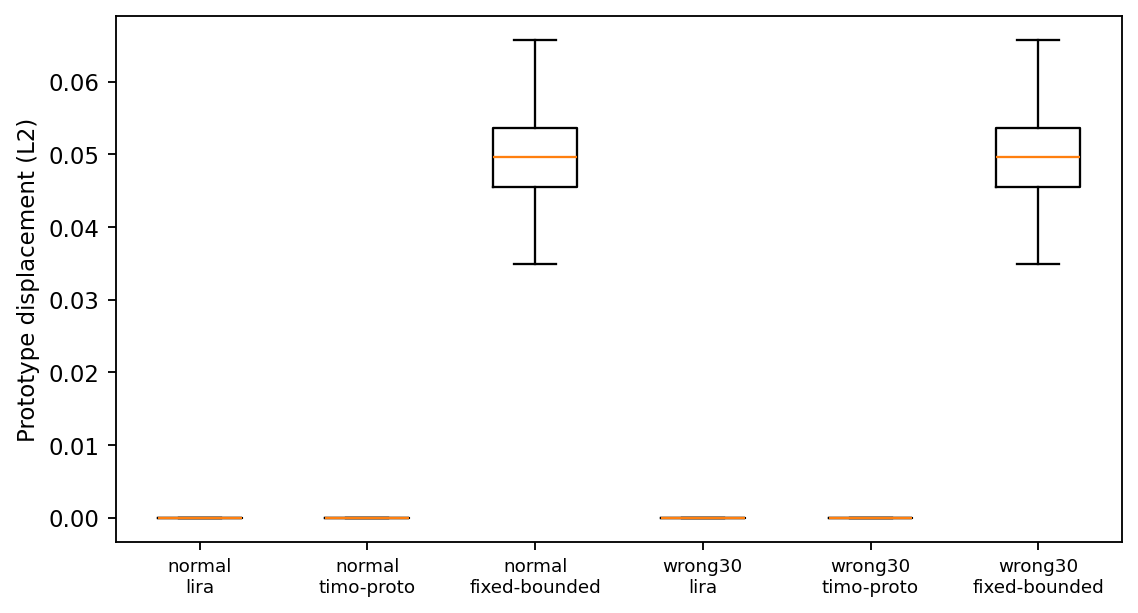 Prototype displacement (L2)
0.06
0.05
0.04
0.03
0.02
0.01
0.00
normal
lira
normal
timo-proto
normal
fixed-bounded
wrong30
lira
wrong30
timo-proto
wrong30
fixed-bounded